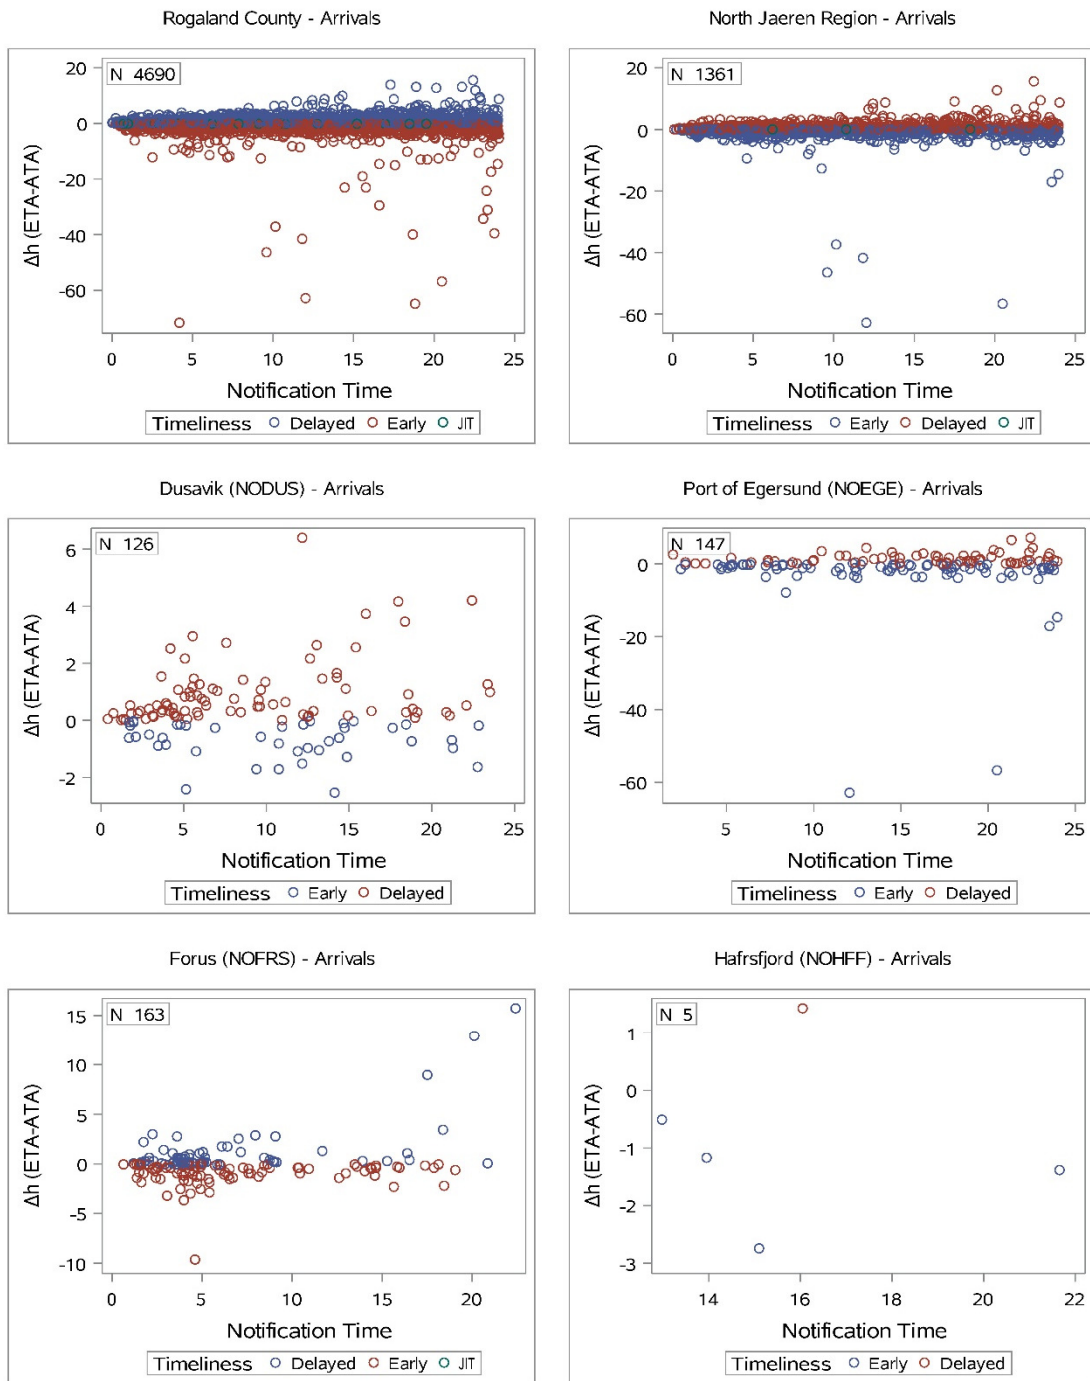 Rogaland County - Arrivals
N 4690
20
0
-20
-40
-60
Δh (ETA-ATA)
0 5 10 15 20 25
Notification Time
Timeliness Delayed Early JIT
North Jaeren Region - Arrivals
N 1361
20
0
-20
-40
-60
Δh (ETA-ATA)
0 5 10 15 20 25
Notification Time
Timeliness Early Delayed JIT
Dusavik (NODUS) - Arrivals
N 126
6
4
2
0
-2
Δh (ETA-ATA)
0 5 10 15 20 25
Notification Time
Timeliness Early Delayed
Port of Egersund (NOEGE) - Arrivals
N 147
0
-20
-40
-60
Δh (ETA-ATA)
5 10 15 20 25
Notification Time
Timeliness Early Delayed
Forus (NOFRS) - Arrivals
N 163
15
10
5
0
-5
-10
Δh (ETA-ATA)
0 5 10 15 20
Notification Time
Timeliness Delayed Early JIT
Hafrsfjord (NOHFF) - Arrivals
N 5
1
0
-1
-2
-3
Δh (ETA-ATA)
14 16 18 20 22
Notification Time
Timeliness Early Delayed